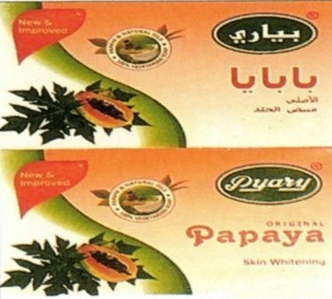 New &
Improved
بياري®
بابايا
الأصلي
مبيض الجلد
New &
Improved
Pyary®
ORIGINAL
Papaya
Skin Whitening